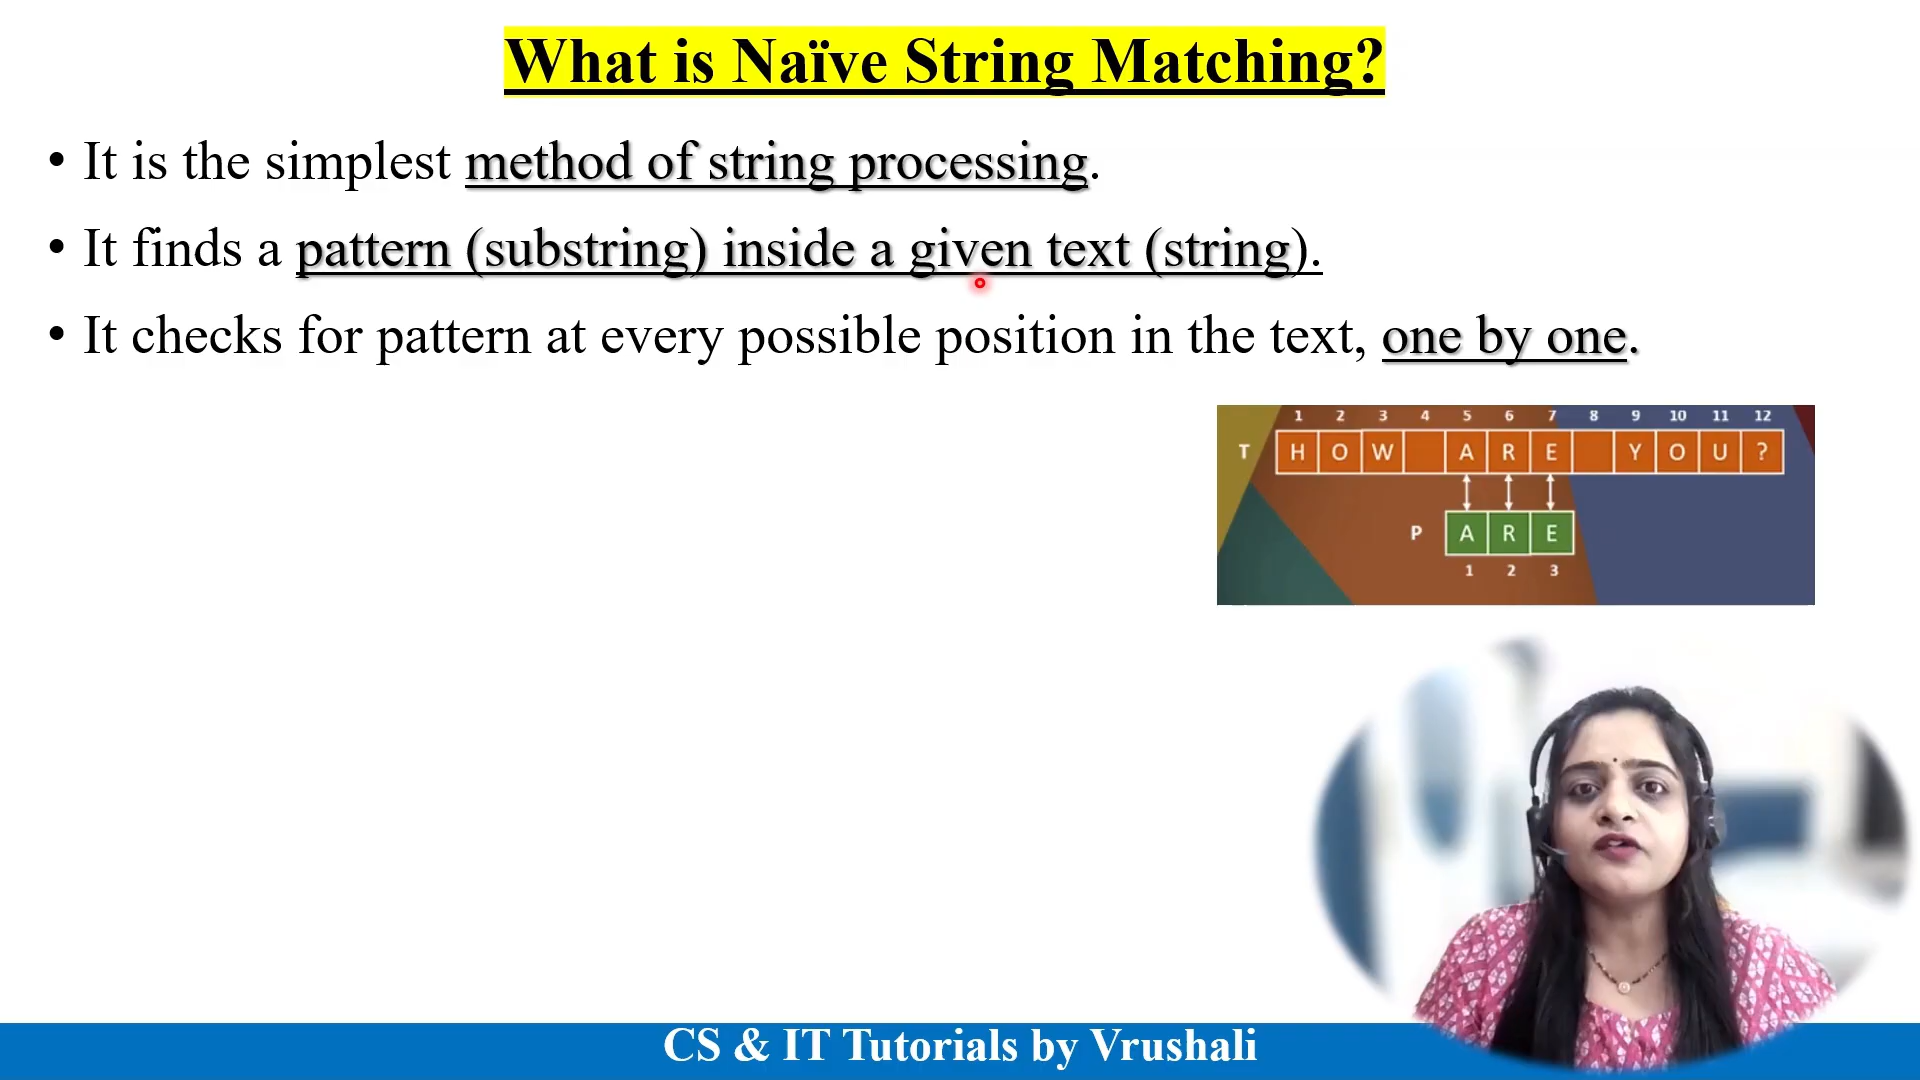 What is Naïve String Matching?
• It is the simplest method of string processing.
• It finds a pattern (substring) inside a given text (string).
• It checks for pattern at every possible position in the text, one by one.
1 2 3 4 5 6 7 8 9 10 11 12
T H O W A R E Y O U ?
P A R E
1 2 3
CS & IT Tutorials by Vrushali